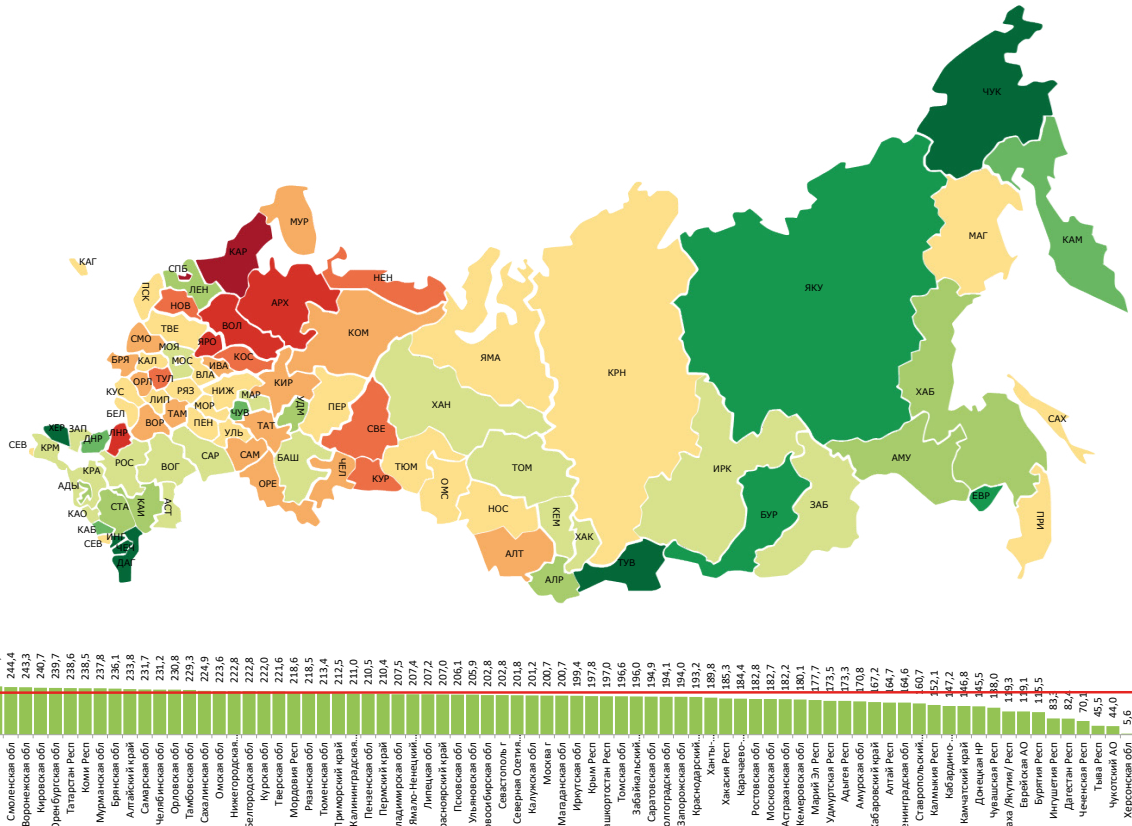 ЧУК
МУР
МАГ
КАМ
КАР
КАГ
СПБ
НЕН
ЛЕН
ПСК
ЯКУ
НОВ
АРХ
ВОЛ
ТВЕ
КОМ
СМО
МОЯ
ЯРО
БРЯ
КАЛ
МОС
КОС
ЯМА
ИВА
КРН
ТУЛ
ВЛА
ОРЛ
КИР
КУС
РЯЗ
НИЖ
МАР
ХАБ
ЛИП
УДМ
ПЕР
ХАН
БЕЛ
ТАМ
МОР
ЧУВ
САХ
ВОР
ПЕН
ТАТ
ХЕР
ЗАП
ЛНР
УЛЬ
СВЕ
ДНР
СЕВ
КРМ
САР
САМ
БАШ
АМУ
РОС
ВОГ
ЧЕЛ
ТЮМ
ТОМ
ИРК
КРА
КУР
ОРЕ
ОМС
АДЫ
ЕВР
СТА
КАИ
АСТ
НОС
ЗАБ
КАО
КЕМ
БУР
ПРИ
КАБ
ИНГ
ХАК
СЕВ
ЧЕЧ
АЛТ
ДАГ
ТУВ
АЛР
244,4 243,3 240,7 239,7 238,6 238,5 237,8 236,1 233,8 231,7 231,2 230,8 229,3 224,9 223,6 222,8 222,8 222,0 221,6 218,6 218,5 213,4 212,5 211,0 210,5 210,4 207,5 207,4 207,2 207,0 206,1 205,9 202,8 202,8 201,8 201,2 200,7 200,7 199,4 197,8 197,0 196,6 196,0 194,9 194,1 194,0 193,2 189,8 185,3 184,4 182,8 182,7 182,2 180,1 177,7 173,5 173,3 170,8 167,2 164,7 164,6 160,7 152,1 147,2 146,8 145,5 138,0 119,3 119,1 115,5 83,3 82,4 70,1 45,5 44,0 5,6
Смоленская обл
Воронежская обл
Кировская обл
Оренбургская обл
Татарстан Респ
Коми Респ
Мурманская обл
Брянская обл
Алтайский край
Самарская обл
Челябинская обл
Орловская обл
Тамбовская обл
Сахалинская обл
Омская обл
Нижегородская...
Белгородская обл
Курская обл
Тверская обл
Мордовия Респ
Рязанская обл
Тюменская обл
Приморский край
Калининградская...
Пензенская обл
Пермский край
ладимирская обл
Ямало-Ненецкий...
Липецкая обл
расноярский край
Псковская обл
Ульяновская обл
овосибирская обл
Севастополь г
Северная Осетия...
Калужская обл
Москва г
Магаданская обл
Иркутская обл
Крым Респ
ашкортостан Респ
Томская обл
Забайкальский...
Саратовская обл
олгоградская обл
Запорожская обл
Краснодарский...
Ханты-...
Хакасия Респ
Карачаево-...
Ростовская обл
Московская обл
Астраханская обл
Кемеровская обл
Марий Эл Респ
Удмуртская Респ
Адыгея Респ
Амурская обл
Хабаровский край
Алтай Респ
енинградская обл
Ставропольский...
Калмыкия Респ
Кабардино-...
Камчатский край
Донецкая НР
Чувашская Респ
аха /Якутия/ Респ
Еврейская АО
Бурятия Респ
Ингушетия Респ
Дагестан Респ
Чеченская Респ
Тыва Респ
Чукотский АО
Херсонская обл